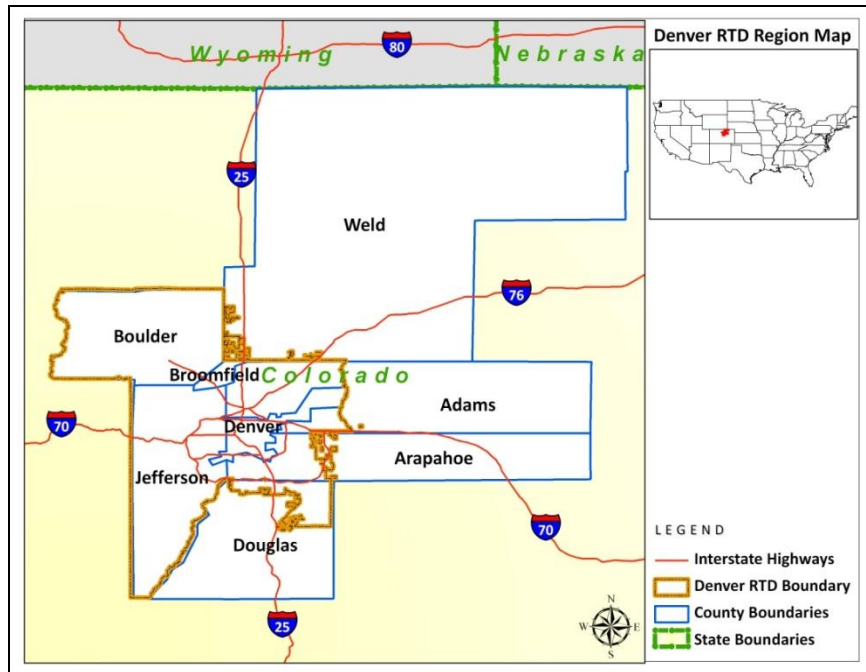 Wyoming
80
Nebraska
Denver RTD Region Map
25
Weld
76
Boulder
Broomfield
Colorado
Denver
Adams
70
Arapahoe
Jefferson
Douglas
70
25
N
W E
S
LEGEND
Interstate Highways
Denver RTD Boundary
County Boundaries
State Boundaries